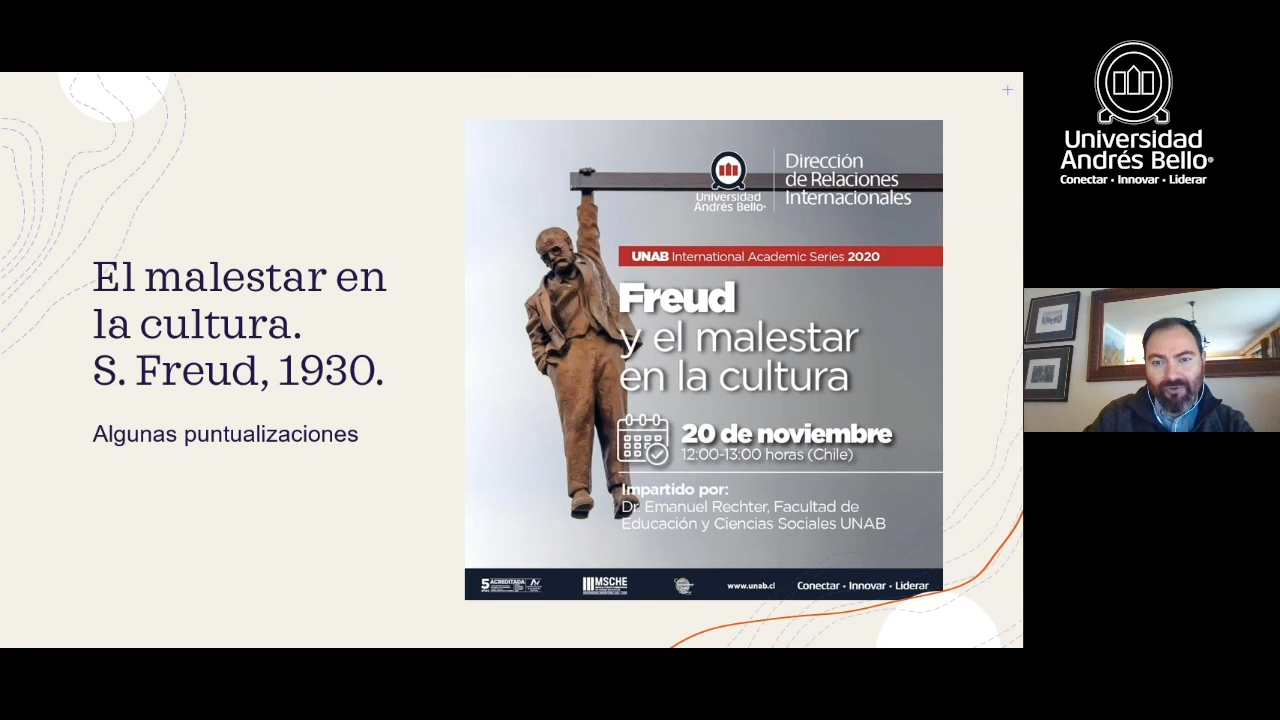 El malestar en
la cultura.
S. Freud, 1930.
Algunas puntualizaciones
Universidad
Andrés Bello
Dirección
de Relaciones
Internacionales
UNAB International Academic Series 2020
Freud
y el malestar
en la cultura
20 de noviembre
12:00-13:00 horas (Chile)
Impartido por:
Dr. Emanuel Rechter, Facultad de
Educación y Ciencias Sociales UNAB
5 ACREDITADA
MSCHE
www.unab.cl
Conectar • Innovar • Liderar
Universidad
Andrés Bello®
Conectar • Innovar • Liderar